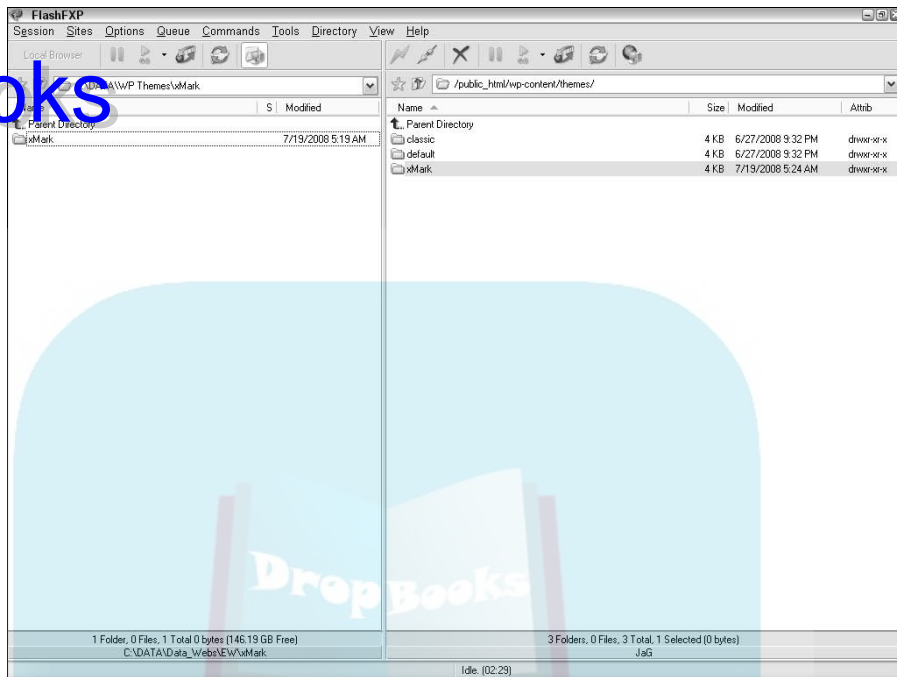 FlashFXP
Session Sites Options Queue Commands Tools Directory View Help
Local Browser
\DATA\WP Themes\xMark
/public_html/wp-content/themes/
oks
Name S Modified
Parent Directory
xMark 7/19/2008 5:19 AM
Name Size Modified Attrib
Parent Directory
classic 4 KB 6/27/2008 9:32 PM drwxr-xr-x
default 4 KB 6/27/2008 9:32 PM drwxr-xr-x
xMark 4 KB 7/19/2008 5:24 AM drwxr-xr-x
DropBooks
1 Folder, 0 Files, 1 Total 0 bytes (146.19 GB Free)
C:\DATA\Data_Webs\EW\xMark
3 Folders, 0 Files, 3 Total, 1 Selected (0 bytes)
JaG
Idle. (02:29)